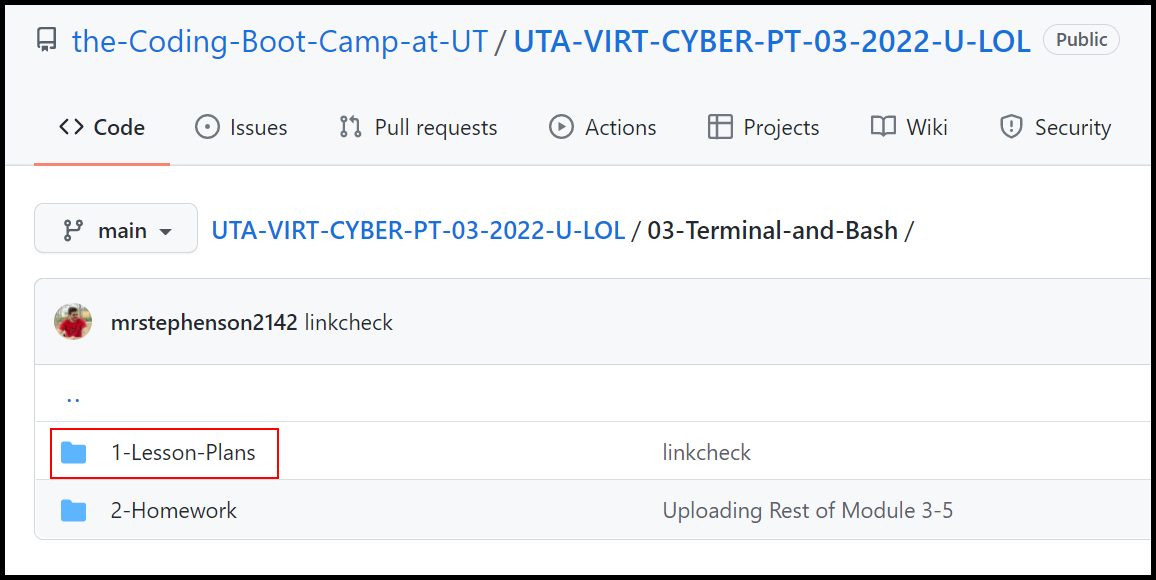 the-Coding-Boot-Camp-at-UT / UTA-VIRT-CYBER-PT-03-2022-U-LOL Public
Code Issues Pull requests Actions Projects Wiki Security
main UTA-VIRT-CYBER-PT-03-2022-U-LOL / 03-Terminal-and-Bash /
mrstephenson2142 linkcheck
..
1-Lesson-Plans linkcheck
2-Homework Uploading Rest of Module 3-5